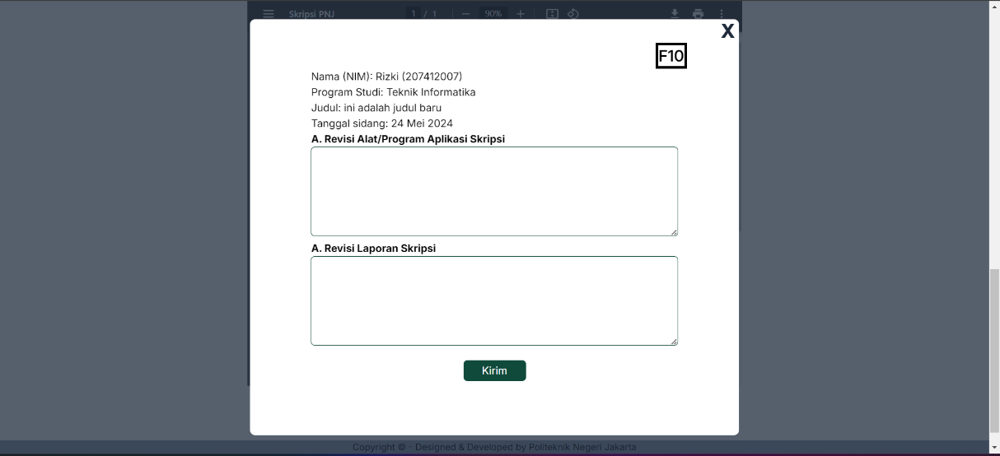 Skripsi PNJ
1 / 1
90%
X
F10
Nama (NIM): Rizki (207412007)
Program Studi: Teknik Informatika
Judul: ini adalah judul baru
Tanggal sidang: 24 Mei 2024
A. Revisi Alat/Program Aplikasi Skripsi
A. Revisi Laporan Skripsi
Kirim
Copyright © - Designed & Developed by Politeknik Negeri Jakarta